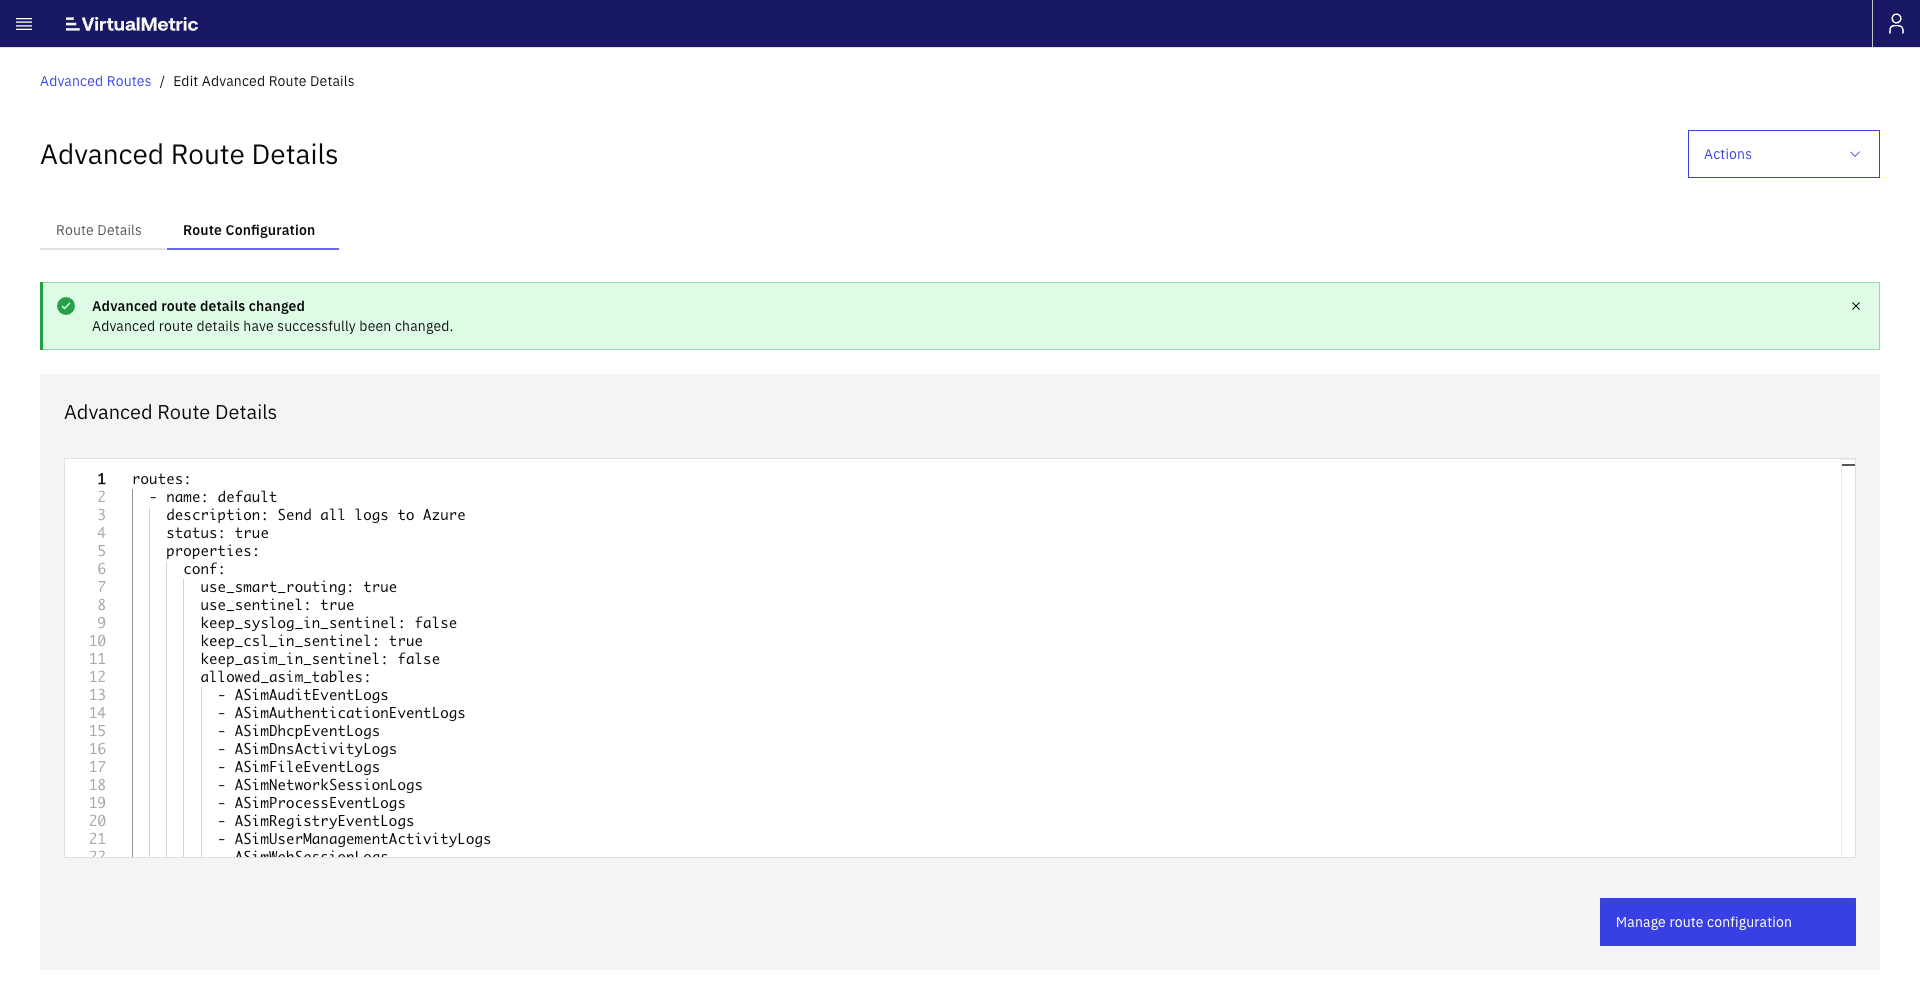 VirtualMetric
Advanced Routes / Edit Advanced Route Details
Advanced Route Details
Actions
Route Details
Route Configuration
Advanced route details changed
Advanced route details have successfully been changed.
Advanced Route Details
1 routes:
2 - name: default
3 description: Send all logs to Azure
4 status: true
5 properties:
6 conf:
7 use_smart_routing: true
8 use_sentinel: true
9 keep_syslog_in_sentinel: false
10 keep_csl_in_sentinel: true
11 keep_asim_in_sentinel: false
12 allowed_asim_tables:
13 - ASimAuditEventLogs
14 - ASimAuthenticationEventLogs
15 - ASimDhcpEventLogs
16 - ASimDnsActivityLogs
17 - ASimFileEventLogs
18 - ASimNetworkSessionLogs
19 - ASimProcessEventLogs
20 - ASimRegistryEventLogs
21 - ASimUserManagementActivityLogs
22 - ASimWebSessionLogs
Manage route configuration